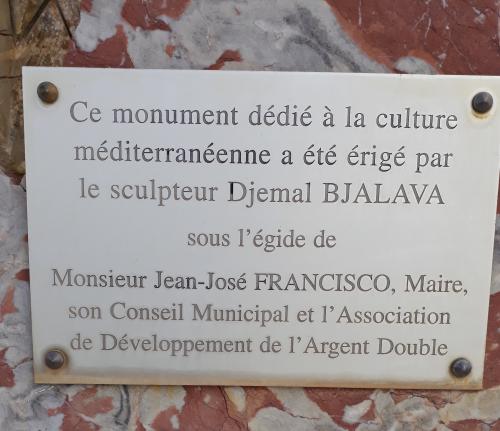 Ce monument dédié à la culture
méditerranéenne a été érigé par
le sculpteur Djemal BJALAVA
sous l'égide de
Monsieur Jean-José FRANCISCO, Maire,
son Conseil Municipal et l'Association
de Développement de l'Argent Double